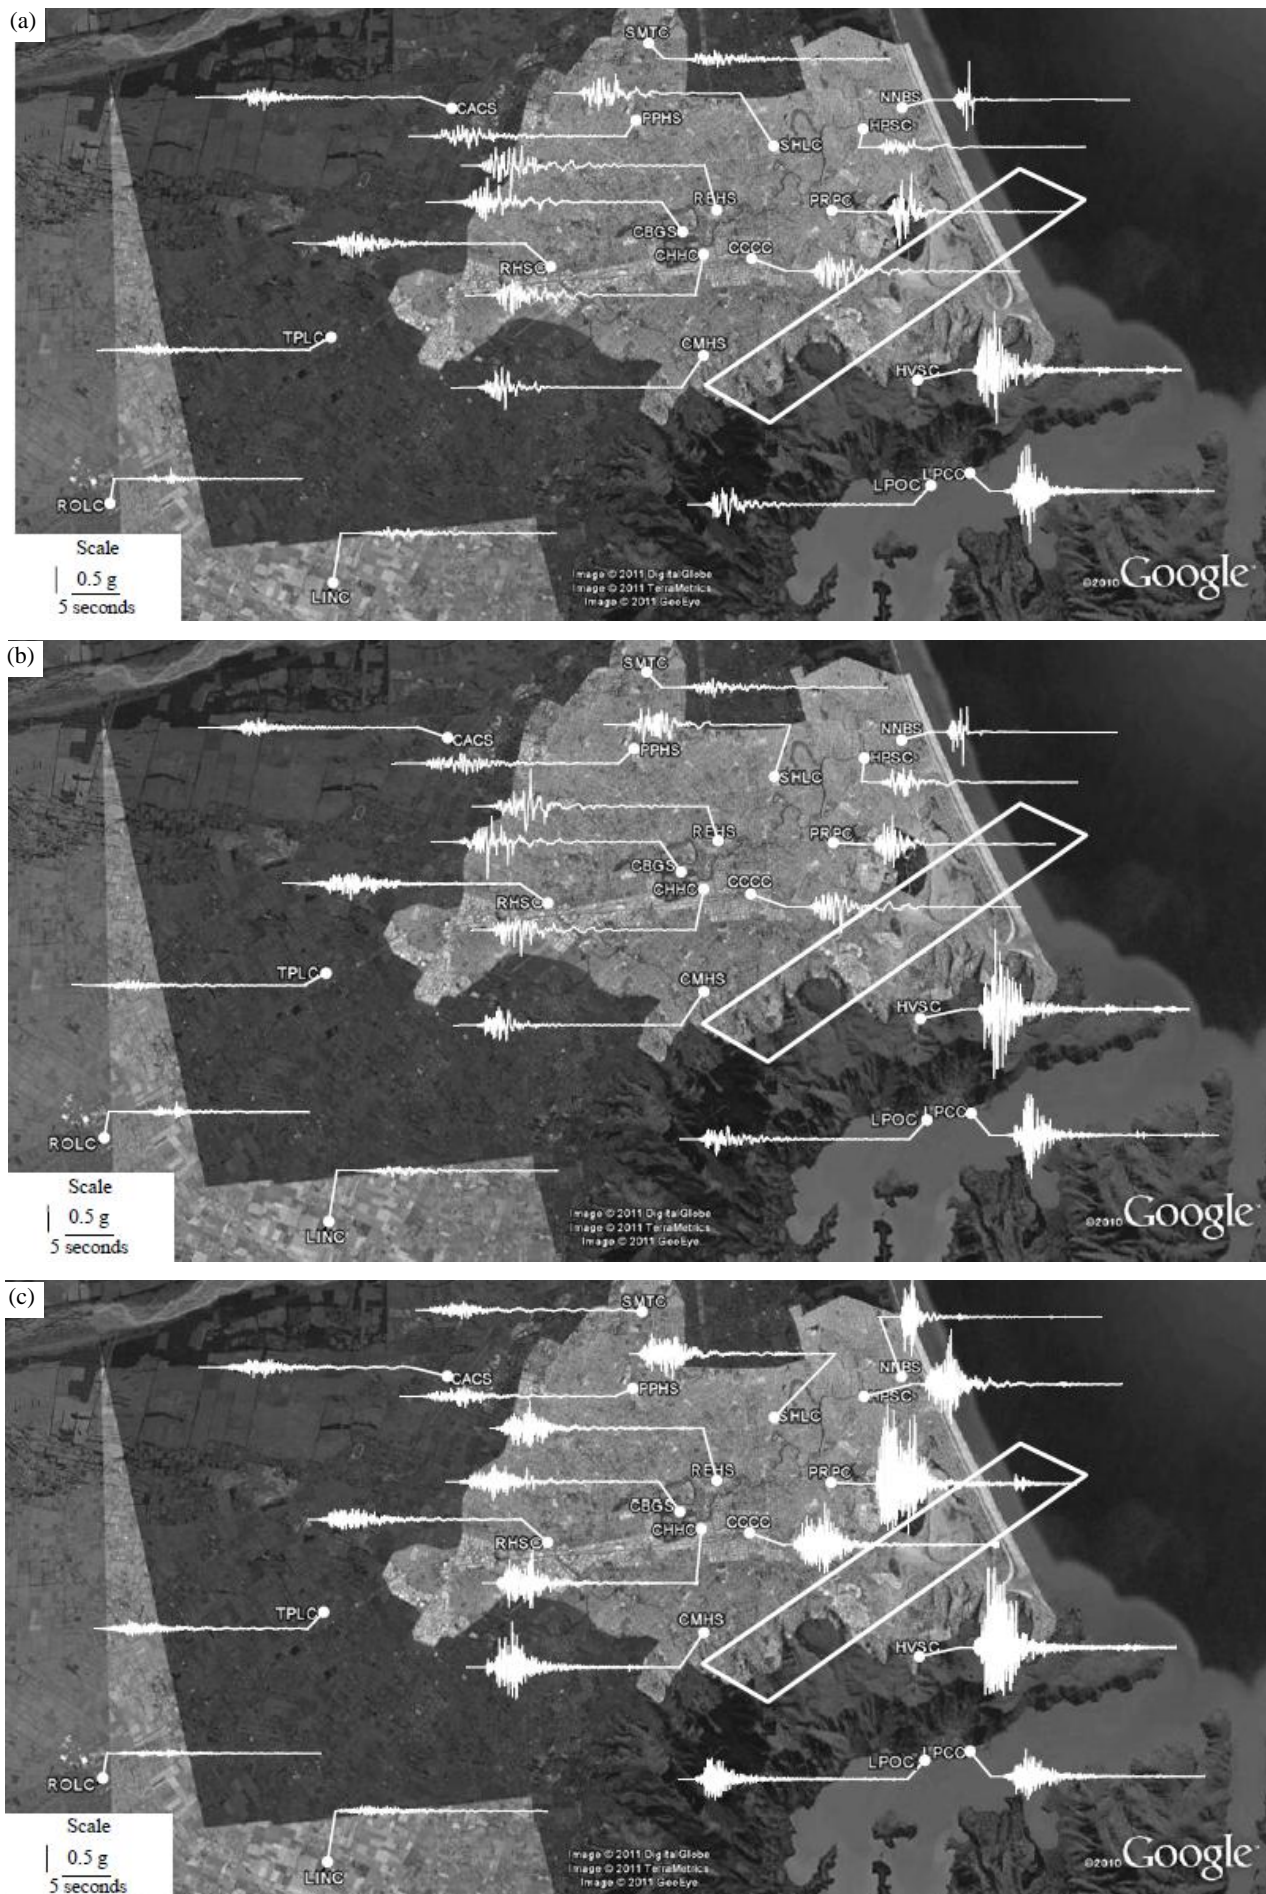 (a)
SMTC
CACS
NNBS
PPHS
HPSC
SHLC
REHS
PRPC
CBGS
CHHC
CCCC
RHSC
TPLC
CMHS
HVSC
LPCC
LPOC
ROLC
Scale
0.5 g
5 seconds
LINC
Image © 2011 DigitalGlobe
Image © 2011 TerraMetrics
Image © 2011 GeoEye
©2010 Google
(b)
SMTC
CACS
NNBS
PPHS
HPSC
SHLC
REHS
PRPC
CBGS
CHHC
CCCC
RHSC
TPLC
CMHS
HVSC
LPCC
LPOC
ROLC
Scale
0.5 g
5 seconds
LINC
Image © 2011 DigitalGlobe
Image © 2011 TerraMetrics
Image © 2011 GeoEye
©2010 Google
(c)
SMTC
NNBS
CACS
PPHS
HPSC
SHLC
REHS
PRPC
CBGS
CHHC
CCCC
RHSC
TPLC
CMHS
HVSC
LPCC
LPOC
ROLC
Scale
0.5 g
5 seconds
LINC
Image © 2011 DigitalGlobe
Image © 2011 TerraMetrics
Image © 2011 GeoEye
©2010 Google